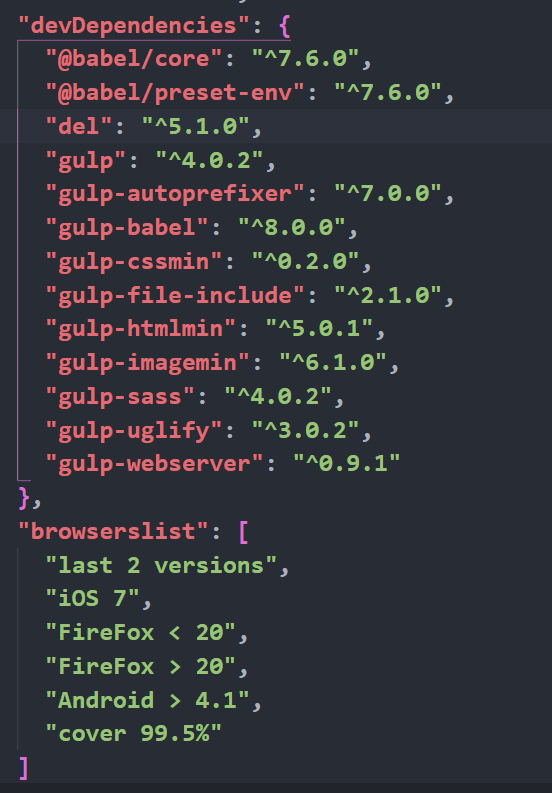 "devDependencies": {
"@babel/core": "^7.6.0",
"@babel/preset-env": "^7.6.0",
"del": "^5.1.0",
"gulp": "^4.0.2",
"gulp-autoprefixer": "^7.0.0",
"gulp-babel": "^8.0.0",
"gulp-cssmin": "^0.2.0",
"gulp-file-include": "^2.1.0",
"gulp-htmlmin": "^5.0.1",
"gulp-imagemin": "^6.1.0",
"gulp-sass": "^4.0.2",
"gulp-uglify": "^3.0.2",
"gulp-webserver": "^0.9.1"
},
"browserslist": [
"last 2 versions",
"iOS 7",
"FireFox < 20",
"FireFox > 20",
"Android > 4.1",
"cover 99.5%"
]